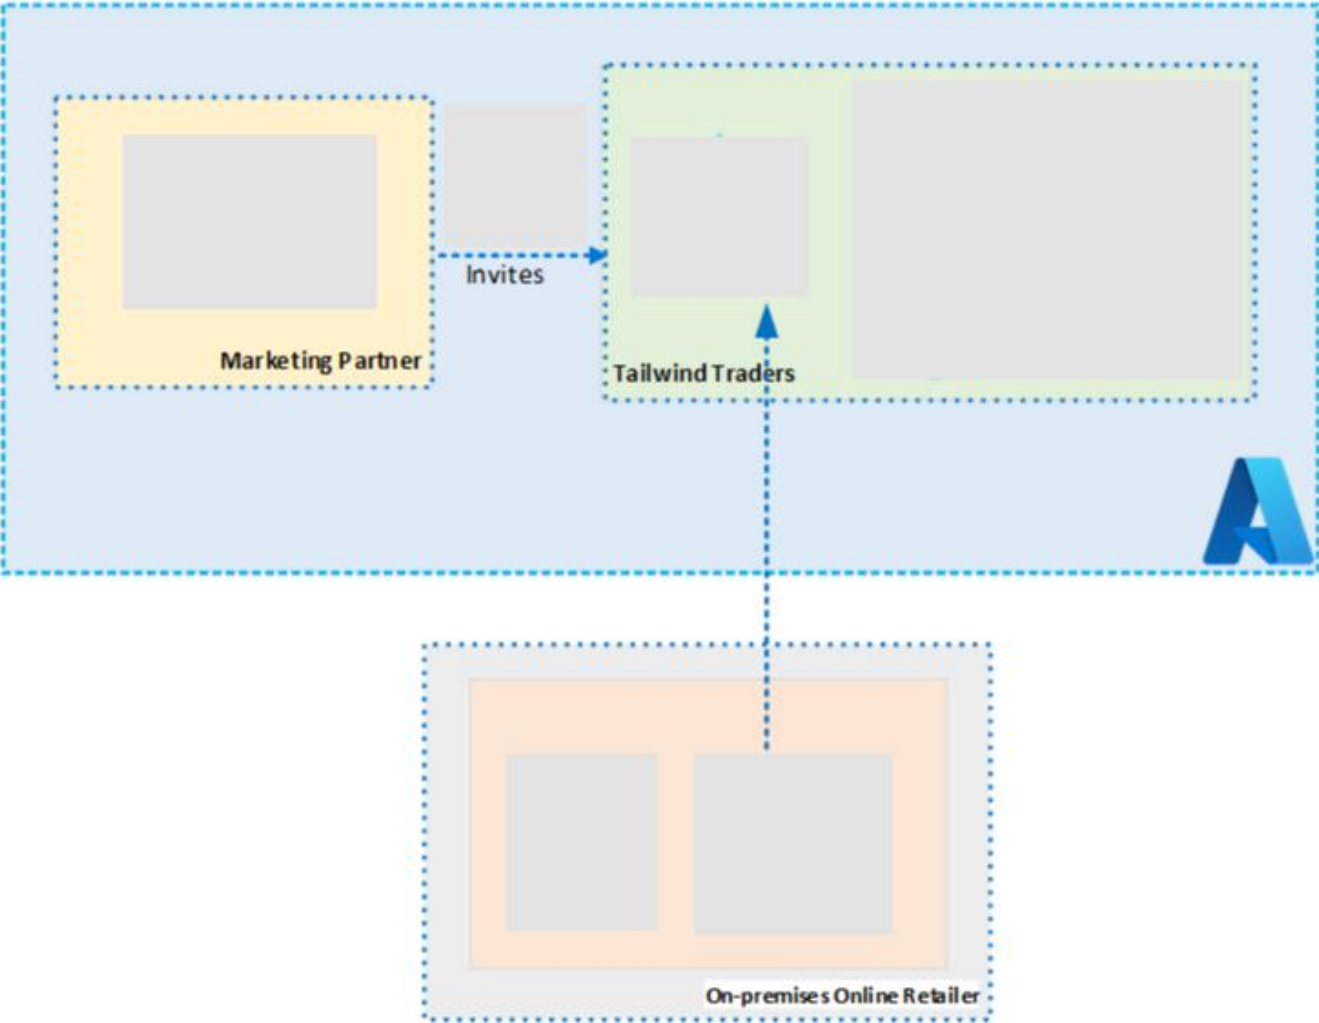 Invites
Marketing Partner
Tailwind Traders
On-premises Online Retailer